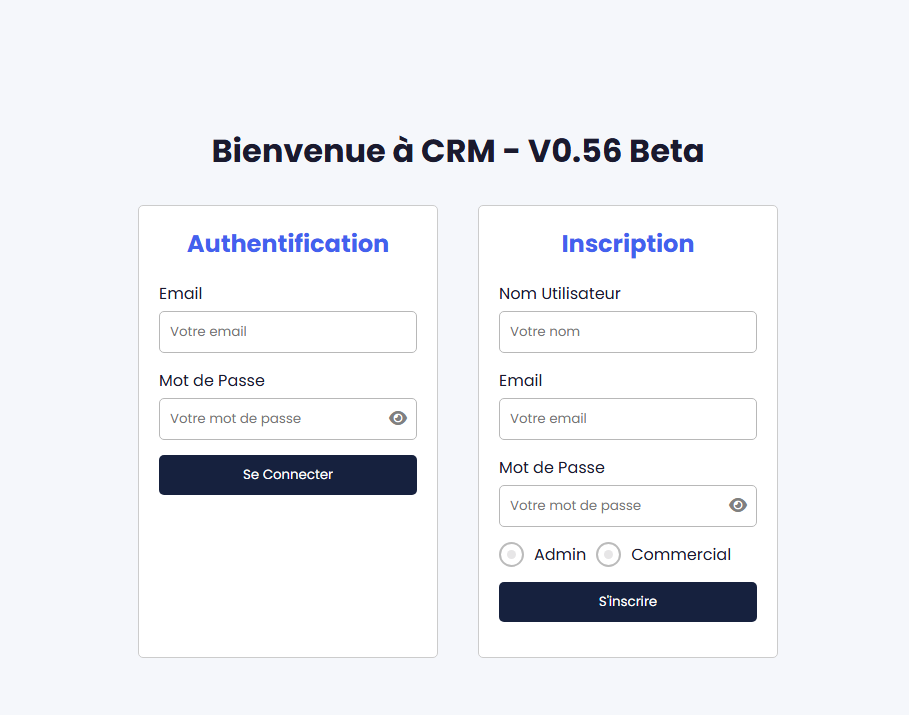 Bienvenue à CRM - V0.56 Beta
Authentification
Email
Votre email
Mot de Passe
Votre mot de passe
Se Connecter
Inscription
Nom Utilisateur
Votre nom
Email
Votre email
Mot de Passe
Votre mot de passe
Admin Commercial
S'inscrire